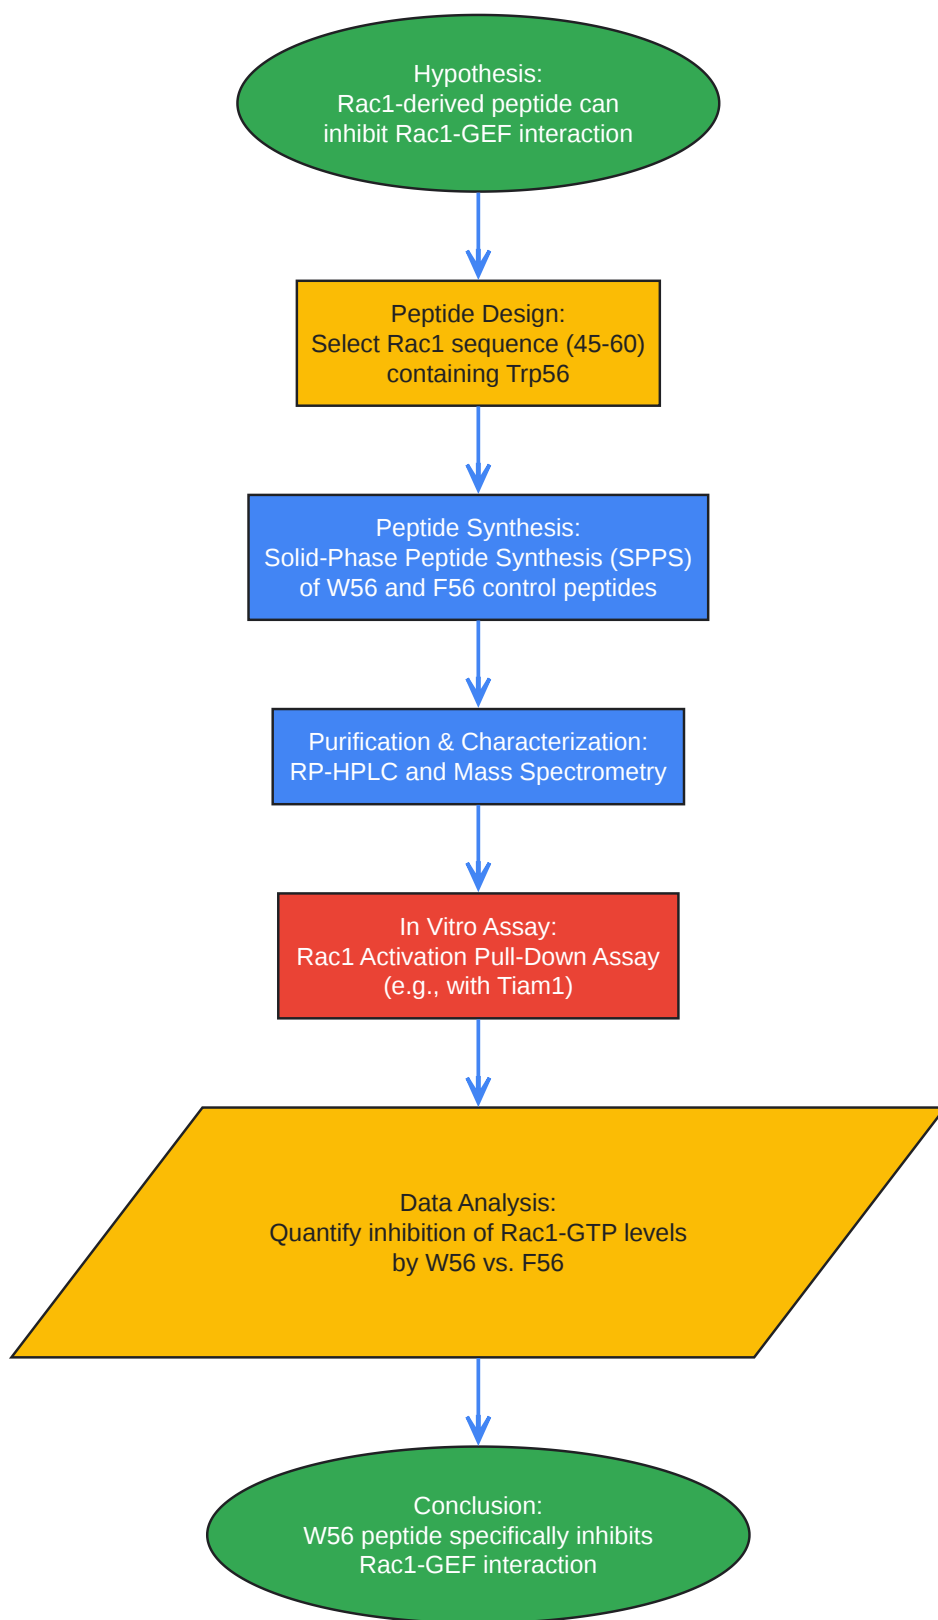 Hypothesis:
Rac1-derived peptide can
inhibit Rac1-GEF interaction
Peptide Design:
Select Rac1 sequence (45-60)
containing Trp56
Peptide Synthesis:
Solid-Phase Peptide Synthesis (SPPS)
of W56 and F56 control peptides
Purification & Characterization:
RP-HPLC and Mass Spectrometry
In Vitro Assay:
Rac1 Activation Pull-Down Assay
(e.g., with Tiam1)
Data Analysis:
Quantify inhibition of Rac1-GTP levels
by W56 vs. F56
Conclusion:
W56 peptide specifically inhibits
Rac1-GEF interaction